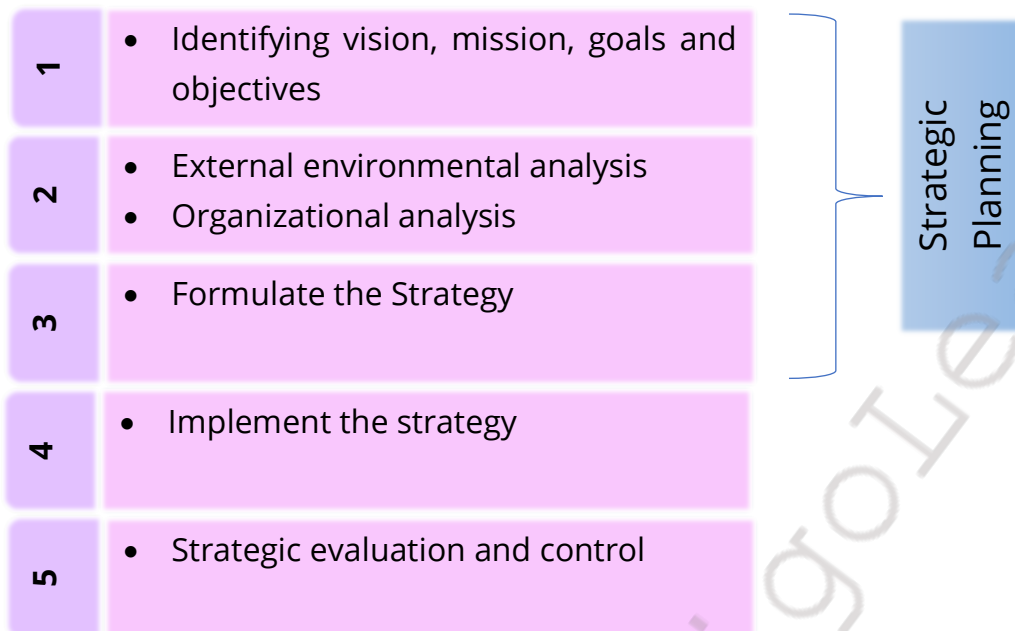 1
• Identifying vision, mission, goals and
objectives
2
• External environmental analysis
• Organizational analysis
3
• Formulate the Strategy
4
• Implement the strategy
5
• Strategic evaluation and control
Strategic
Planning